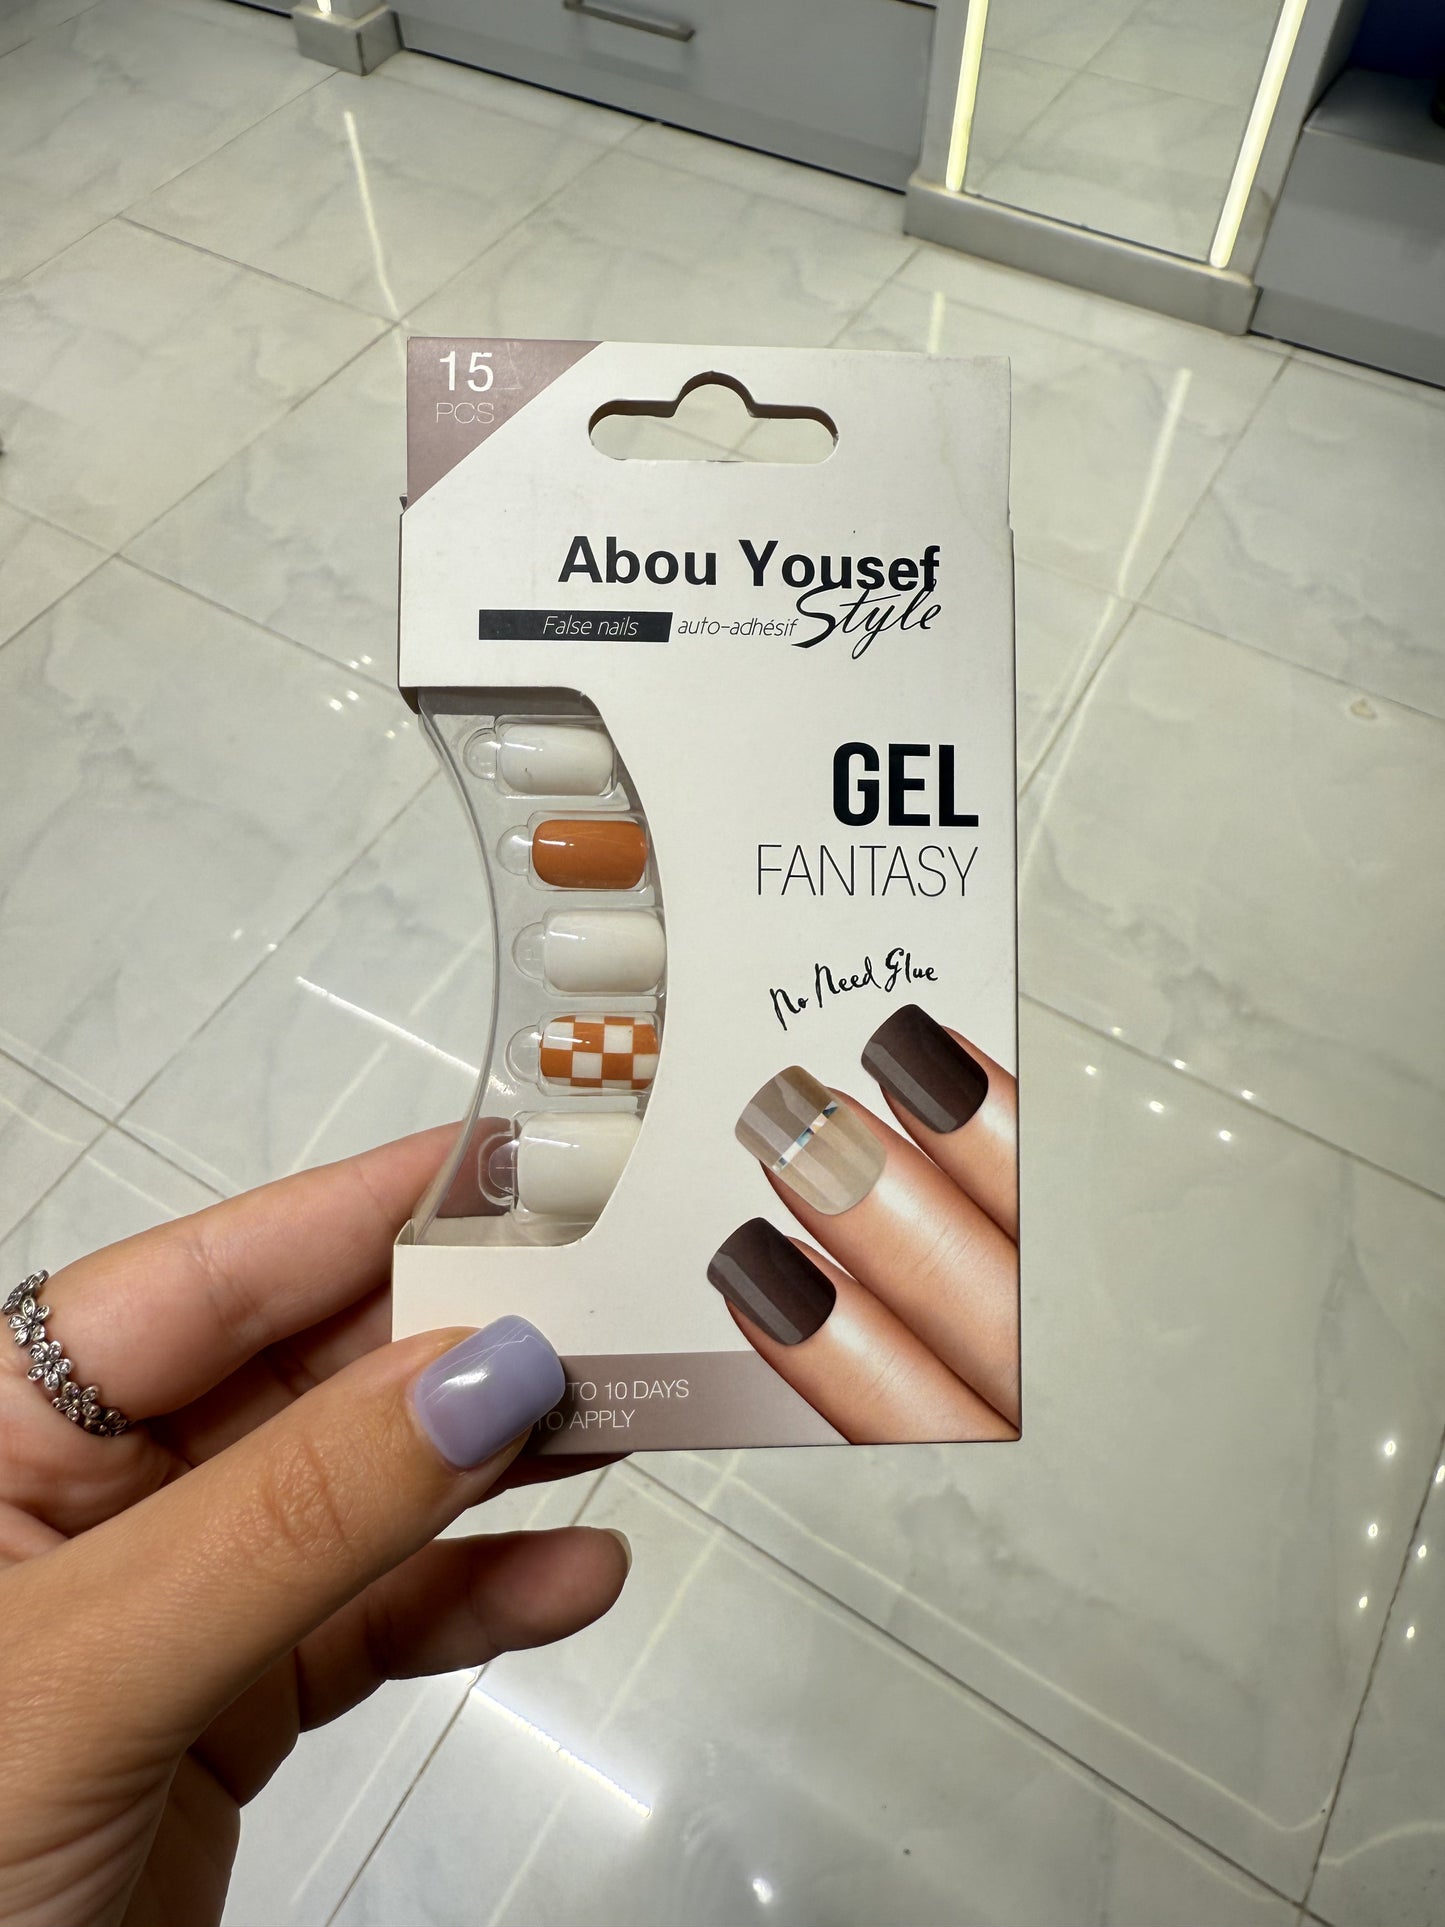 15
PCS
Abou Yousef
Style
False nails auto-adhésif
GEL
FANTASY
No Need Glue
TO 10 DAYS
TO APPLY